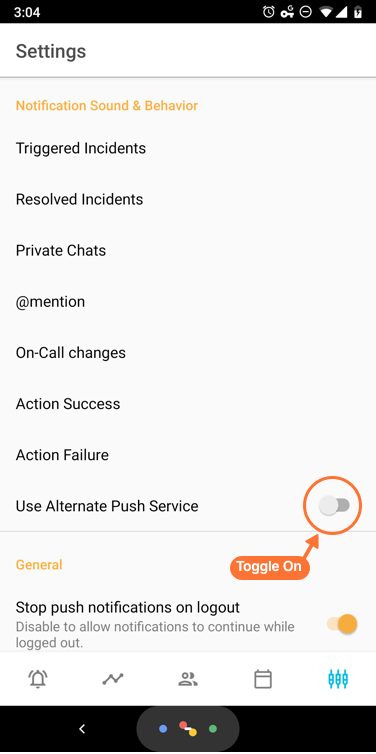 3:04
Settings
Notification Sound & Behavior
Triggered Incidents
Resolved Incidents
Private Chats
@mention
On-Call changes
Action Success
Action Failure
Use Alternate Push Service
Toggle On
General
Stop push notifications on logout
Disable to allow notifications to continue while
logged out.